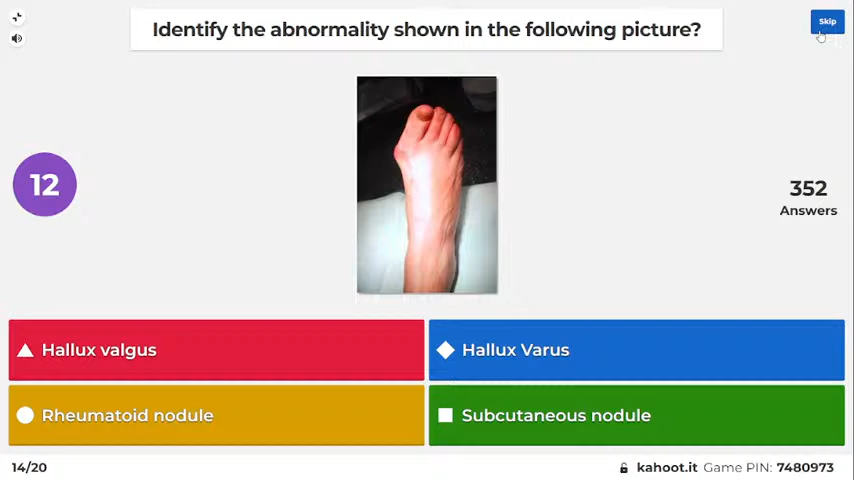 Identify the abnormality shown in the following picture?
Skip
12
352
Answers
Hallux valgus
Hallux Varus
Rheumatoid nodule
Subcutaneous nodule
14/20
kahoot.it Game PIN: 7480973